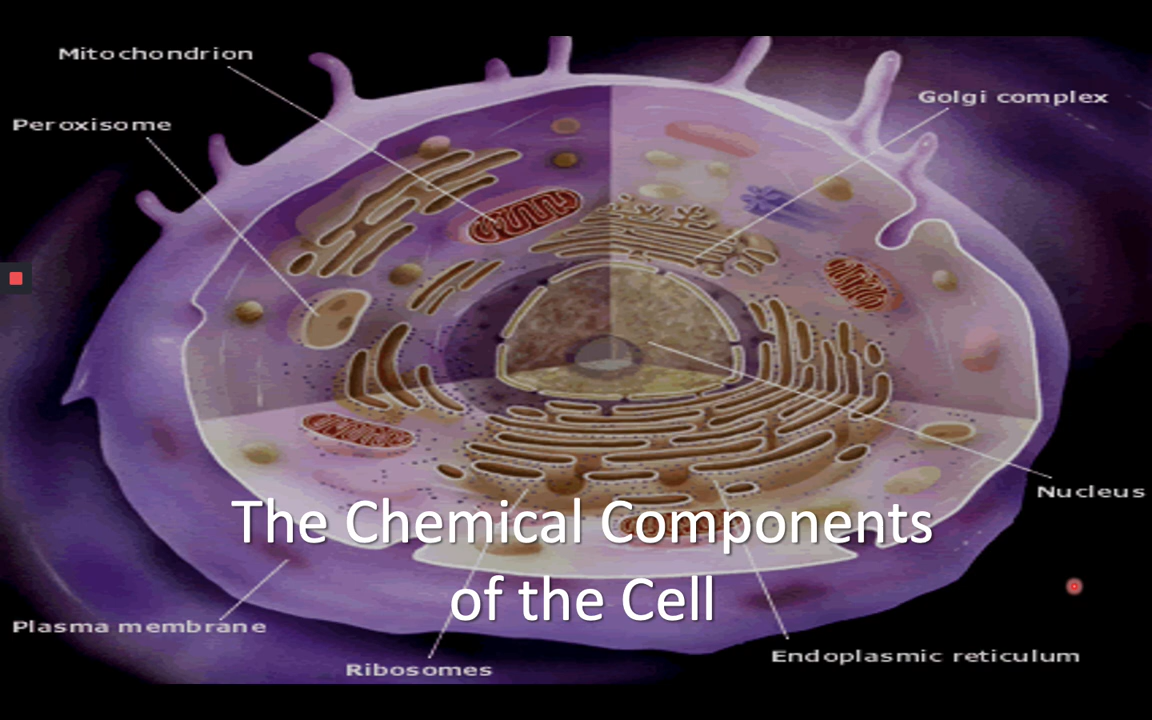 Mitochondrion
Golgi complex
Peroxisome
Nucleus
The Chemical Components
of the Cell
Plasma membrane
Endoplasmic reticulum
Ribosomes